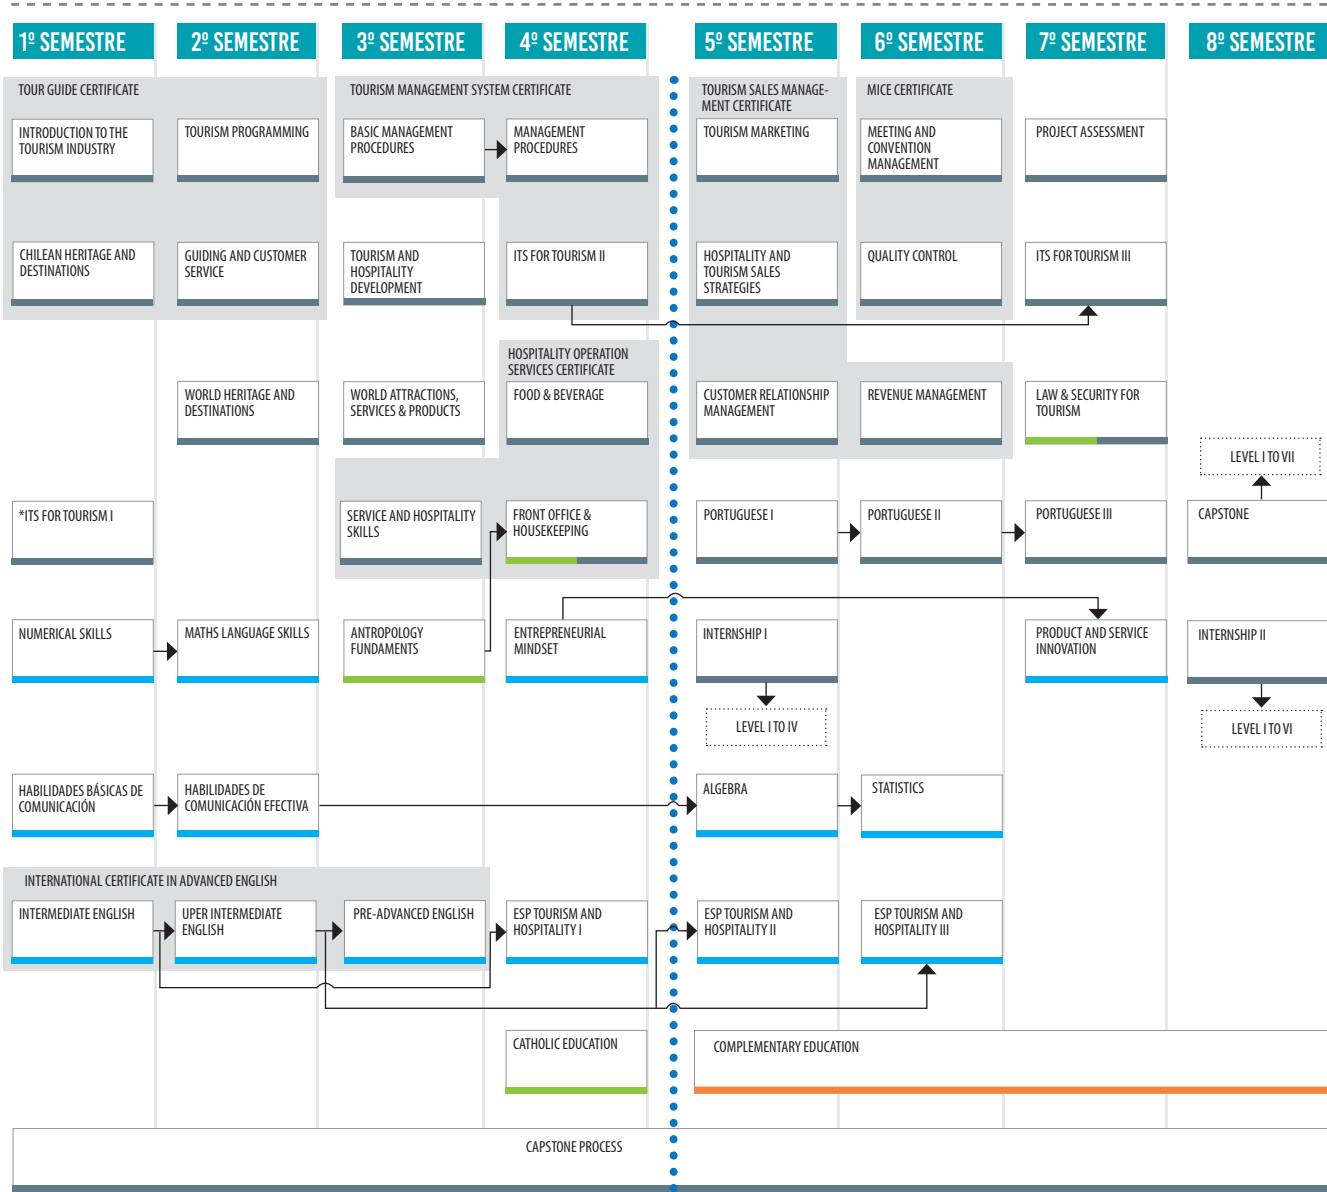 1º SEMESTRE
2º SEMESTRE
3º SEMESTRE
4º SEMESTRE
5º SEMESTRE
6º SEMESTRE
7º SEMESTRE
8º SEMESTRE
TOUR GUIDE CERTIFICATE
TOURISM MANAGEMENT SYSTEM CERTIFICATE
TOURISM SALES MANAGE-
MENT CERTIFICATE
MICE CERTIFICATE
INTRODUCTION TO THE
TOURISM INDUSTRY
TOURISM PROGRAMMING
BASIC MANAGEMENT
PROCEDURES
MANAGEMENT
PROCEDURES
TOURISM MARKETING
MEETING AND
CONVENTION
MANAGEMENT
PROJECT ASSESSMENT
CHILEAN HERITAGE AND
DESTINATIONS
GUIDING AND CUSTOMER
SERVICE
TOURISM AND
HOSPITALITY
DEVELOPMENT
ITS FOR TOURISM II
HOSPITALITY AND
TOURISM SALES
STRATEGIES
QUALITY CONTROL
ITS FOR TOURISM III
HOSPITALITY OPERATION
SERVICES CERTIFICATE
WORLD HERITAGE AND
DESTINATIONS
WORLD ATTRACTIONS,
SERVICES & PRODUCTS
FOOD & BEVERAGE
CUSTOMER RELATIONSHIP
MANAGEMENT
REVENUE MANAGEMENT
LAW & SECURITY FOR
TOURISM
LEVEL I TO VII
*ITS FOR TOURISM I
SERVICE AND HOSPITALITY
SKILLS
FRONT OFFICE &
HOUSEKEEPING
PORTUGUESE I
PORTUGUESE II
PORTUGUESE III
CAPSTONE
NUMERICAL SKILLS
MATHS LANGUAGE SKILLS
ANTROPOLOGY
FUNDAMENTS
ENTREPRENEURIAL
MINDSET
INTERNSHIP I
PRODUCT AND SERVICE
INNOVATION
INTERNSHIP II
LEVEL I TO IV
LEVEL I TO VI
HABILIDADES BÁSICAS DE
COMUNICACIÓN
HABILIDADES DE
COMUNICACIÓN EFECTIVA
ALGEBRA
STATISTICS
INTERNATIONAL CERTIFICATE IN ADVANCED ENGLISH
INTERMEDIATE ENGLISH
UPER INTERMEDIATE
ENGLISH
PRE-ADVANCED ENGLISH
ESP TOURISM AND
HOSPITALITY I
ESP TOURISM AND
HOSPITALITY II
ESP TOURISM AND
HOSPITALITY III
CATHOLIC EDUCATION
COMPLEMENTARY EDUCATION
CAPSTONE PROCESS